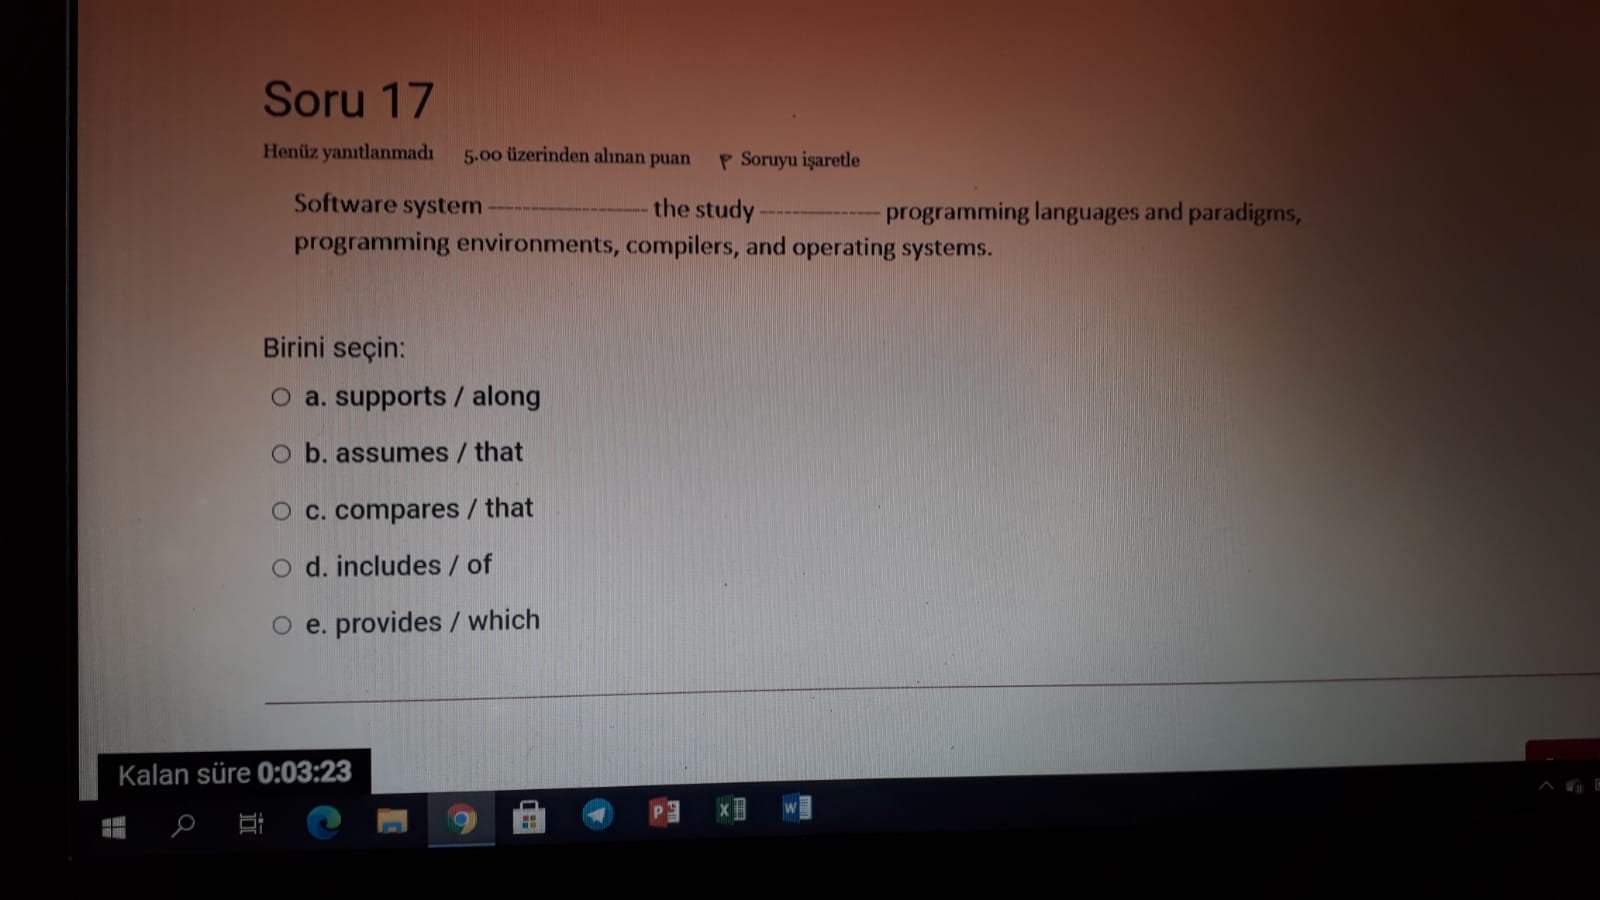 Soru 17
Henüz yanıtlanmadı 5.00 üzerinden alınan puan Soruyu işaretle
Software system -------------------- the study --------------- programming languages and paradigms,
programming environments, compilers, and operating systems.
Birini seçin:
a. supports / along
b. assumes / that
c. compares / that
d. includes / of
e. provides / which
Kalan süre 0:03:23